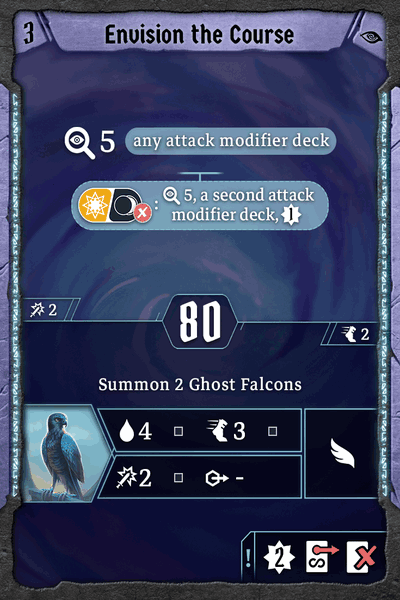 3 Envision the Course
5 any attack modifier deck
: 5, a second attack
modifier deck, 1
2
80
2
Summon 2 Ghost Falcons
4 3
2 -
! 2 S